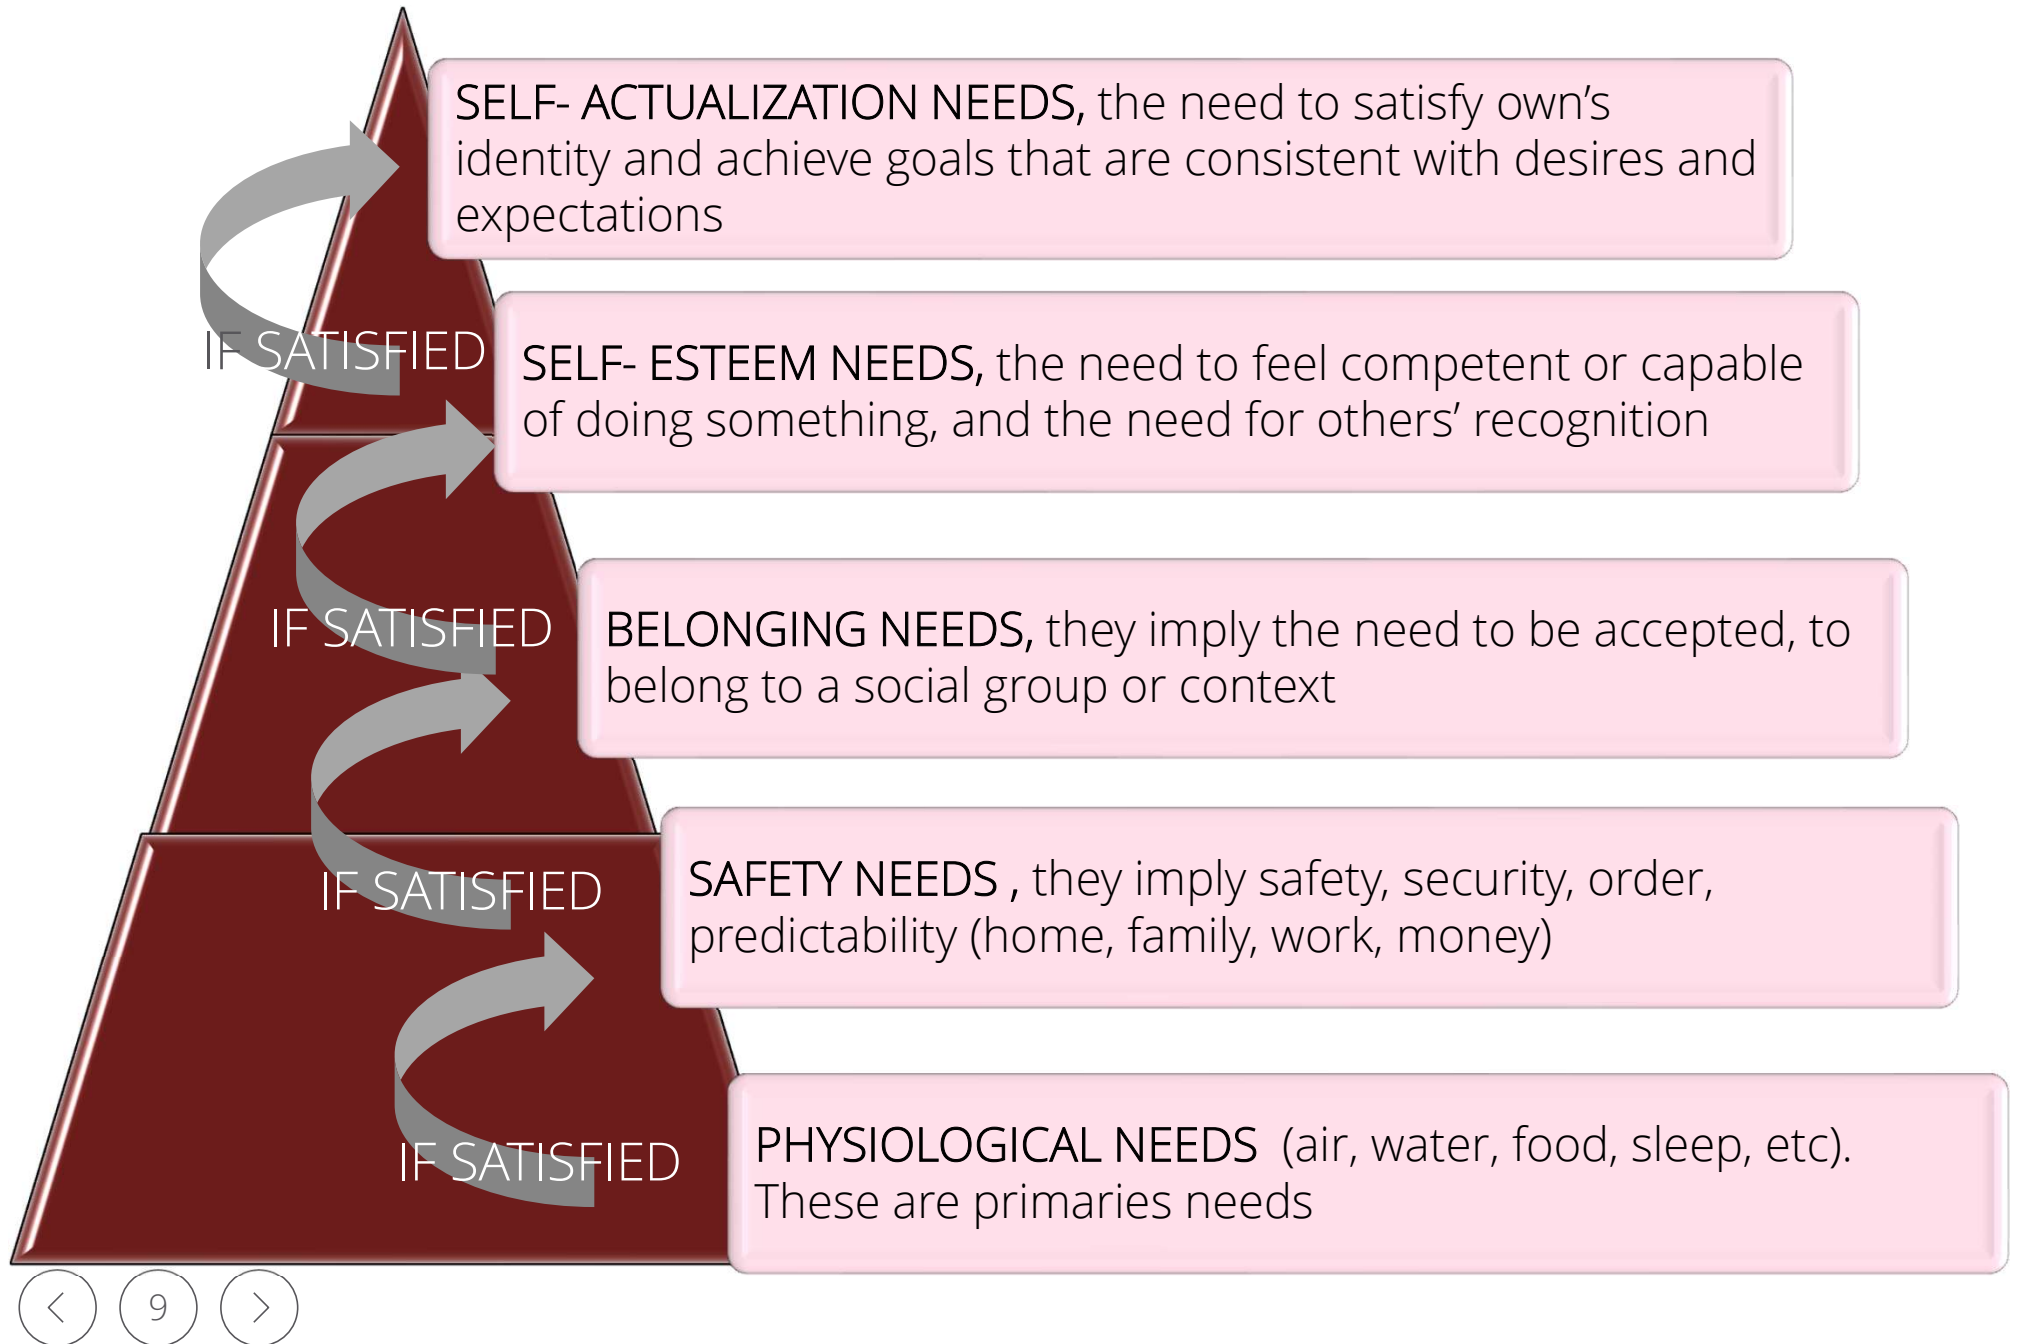 SELF- ACTUALIZATION NEEDS, the need to satisfy own’s
identity and achieve goals that are consistent with desires and
expectations
IF SATISFIED
SELF- ESTEEM NEEDS, the need to feel competent or capable
of doing something, and the need for others’ recognition
IF SATISFIED
BELONGING NEEDS, they imply the need to be accepted, to
belong to a social group or context
IF SATISFIED
SAFETY NEEDS , they imply safety, security, order,
predictability (home, family, work, money)
IF SATISFIED
PHYSIOLOGICAL NEEDS (air, water, food, sleep, etc).
These are primaries needs
9